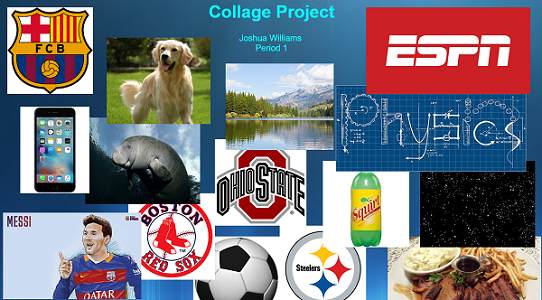 Collage Project
Joshua Williams
Period 1
FCB
ESPN
Physics
OHIO STATE
Squirt
MESSI
BOSTON
RED SOX
Steelers
QATAR